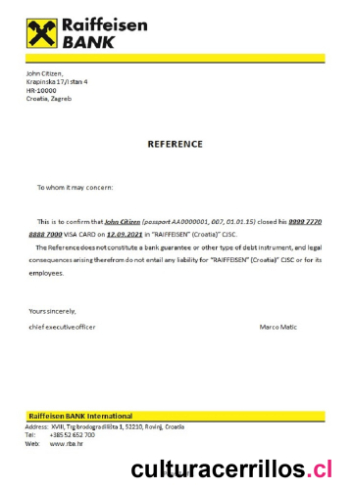 Raiffeisen
BANK
John Citizen,
Krapinska 17/I stan 4
HR-10000
Croatia, Zagreb
REFERENCE
To whom it may concern:
This is to confirm that John Citizen (passport AA0000001, 007, 01.01.15) closed his 9999 7770
8888 7000 VISA CARD on 12.09.2021 in "RAIFFEISEN" (Croatia)" CJSC.
The Reference does not constitute a bank guarantee or other type of debt instrument, and legal
consequences arising therefrom do not entail any liability for "RAIFFEISEN" (Croatia)" CJSC or for its
employees.
Yours sincerely,
chief executive officer Marco Matic
Raiffeisen BANK International
Address: XVIII, Trg brodogradilišta 1, 52210, Rovinj, Croatia
Tel: +385 52 652 700
Web: www.rba.hr
culturacerrillos.cl